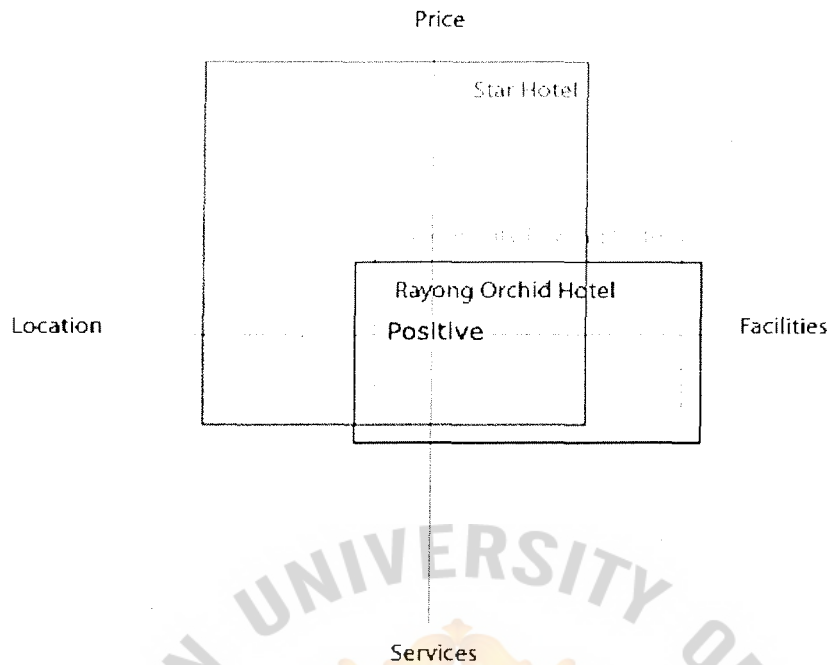 Price
Star Hotel
Rayong Orchid Hotel
Positive
Location
Facilities
UNIVERSITY
Services